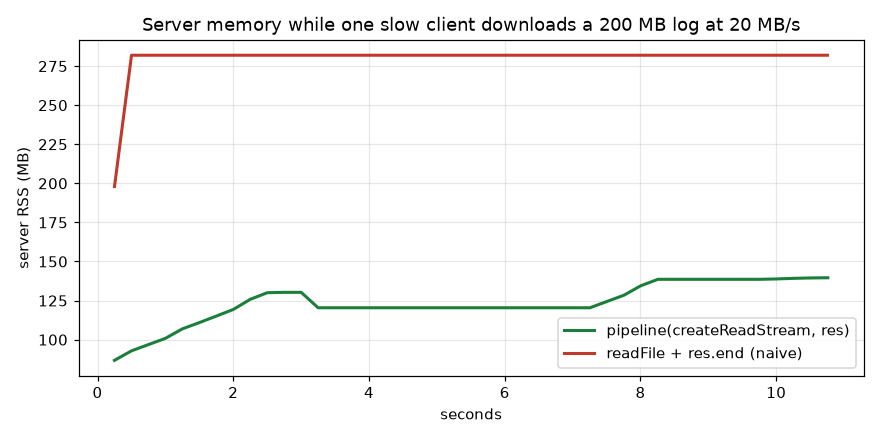 Server memory while one slow client downloads a 200 MB log at 20 MB/s
server RSS (MB)
275
250
225
200
175
150
125
100
0 2 4 6 8 10
seconds
pipeline(createReadStream, res)
readFile + res.end (naive)